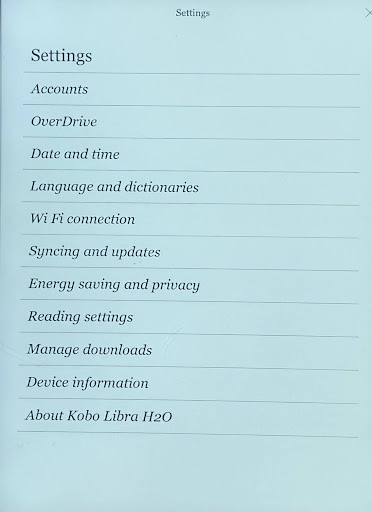 Settings
Settings
Accounts
OverDrive
Date and time
Language and dictionaries
Wi Fi connection
Syncing and updates
Energy saving and privacy
Reading settings
Manage downloads
Device information
About Kobo Libra H2O